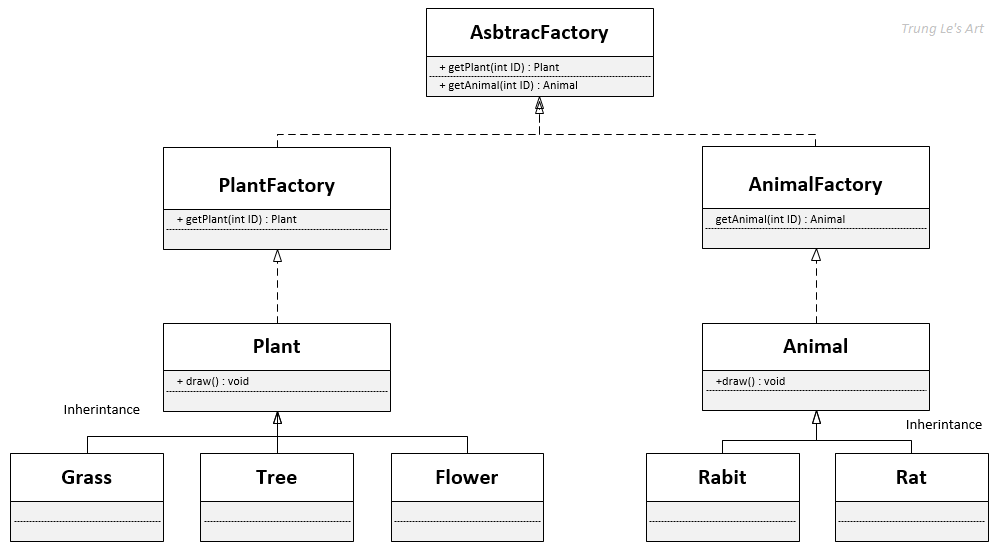 AsbtracFactory
Trung Le's Art
+ getPlant(int ID) : Plant
+ getAnimal(int ID) : Animal
PlantFactory
+ getPlant(int ID) : Plant
AnimalFactory
getAnimal(int ID) : Animal
Plant
+ draw() : void
Animal
+draw() : void
Inherintance
Inherintance
Grass
Tree
Flower
Rabit
Rat